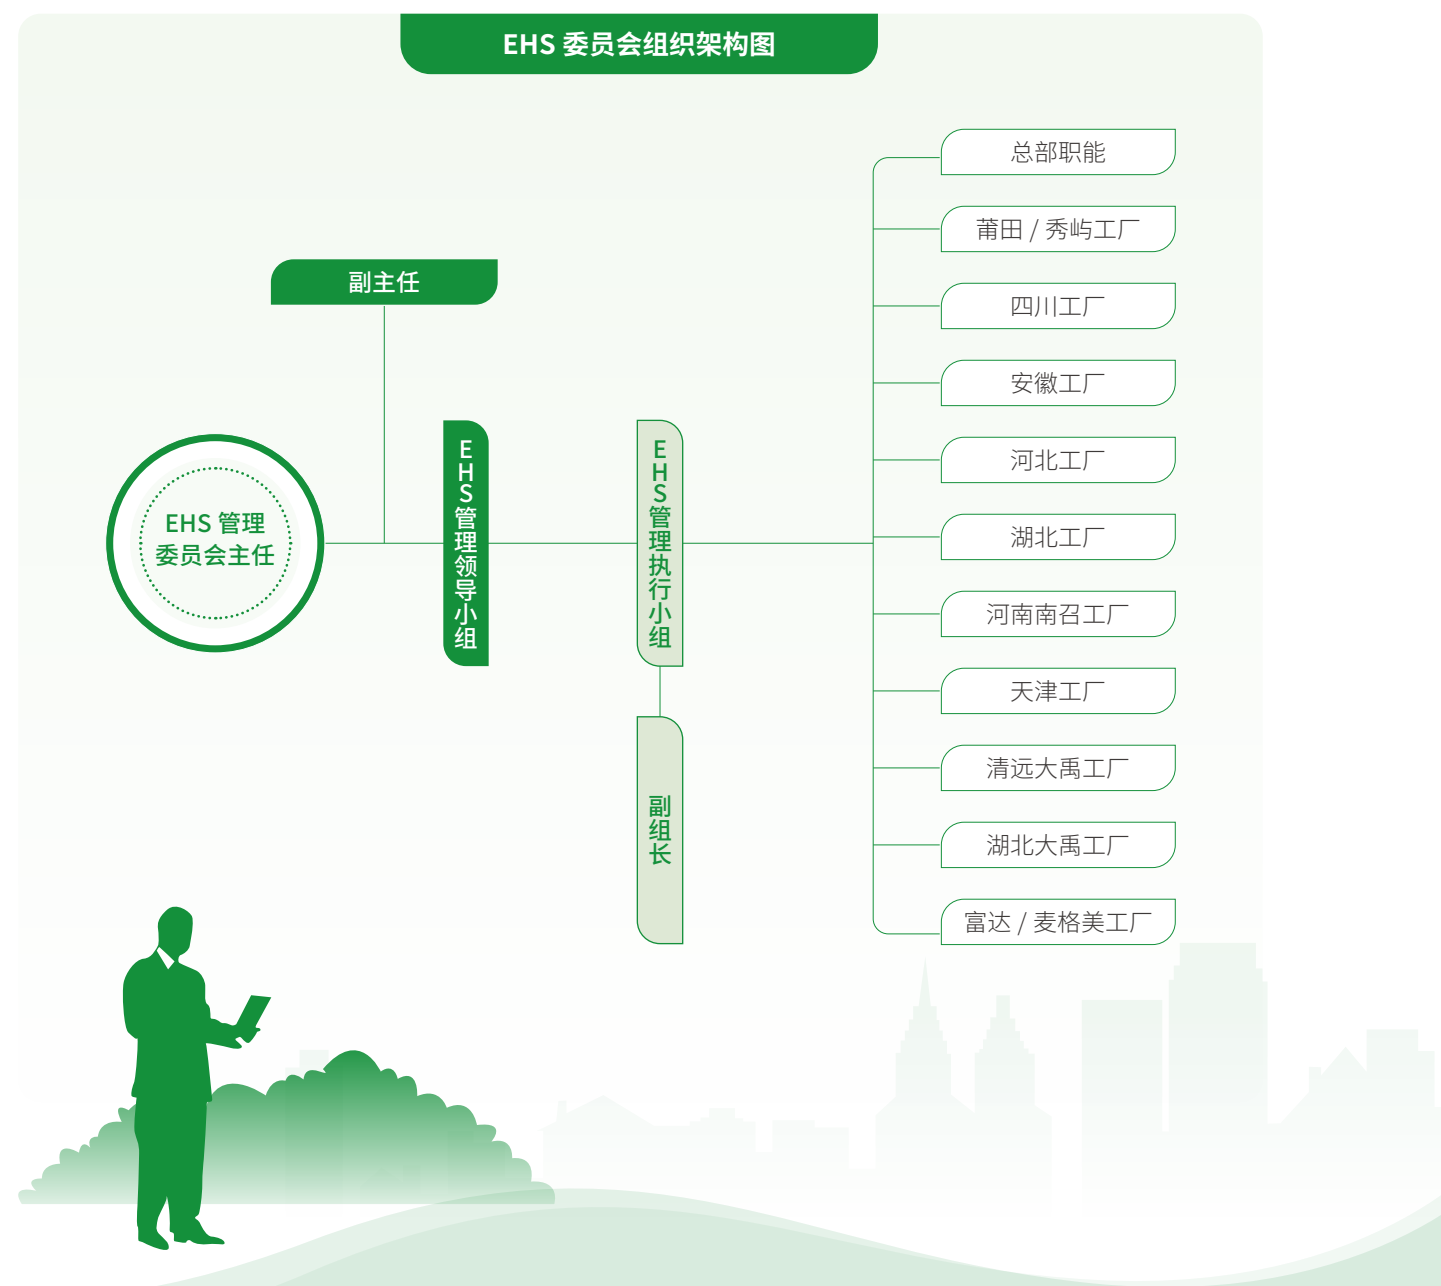 EHS 委员会组织架构图
副主任
EHS 管理
委员会主任
EHS管理领导小组
EHS管理执行小组
副组长
总部职能
莆田 / 秀屿工厂
四川工厂
安徽工厂
河北工厂
湖北工厂
河南南召工厂
天津工厂
清远大禹工厂
湖北大禹工厂
富达 / 麦格美工厂